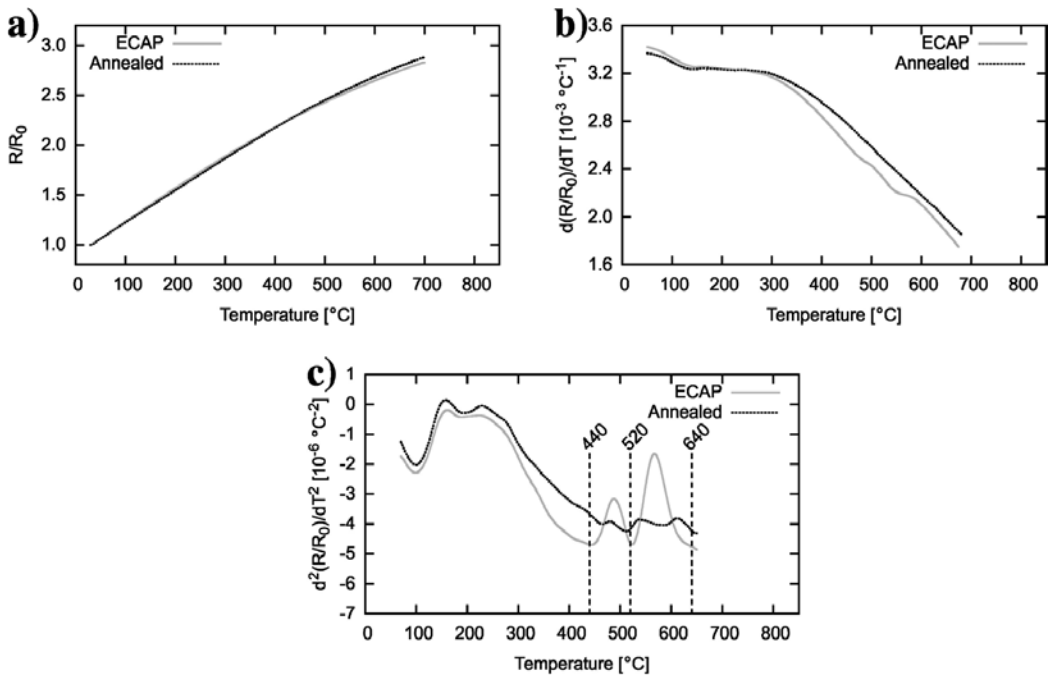 a)
3.0
2.5
2.0
1.5
1.0
R/R0
ECAP
Annealed
0 100 200 300 400 500 600 700 800
Temperature [°C]
b)
3.6
3.2
2.8
2.4
2.0
1.6
d(R/R0)/dT [10-3 °C-1]
ECAP
Annealed
0 100 200 300 400 500 600 700 800
Temperature [°C]
c)
1
0
-1
-2
-3
-4
-5
-6
-7
d2(R/R0)/dT2 [10-6 °C-2]
ECAP
Annealed
440
520
640
0 100 200 300 400 500 600 700 800
Temperature [°C]